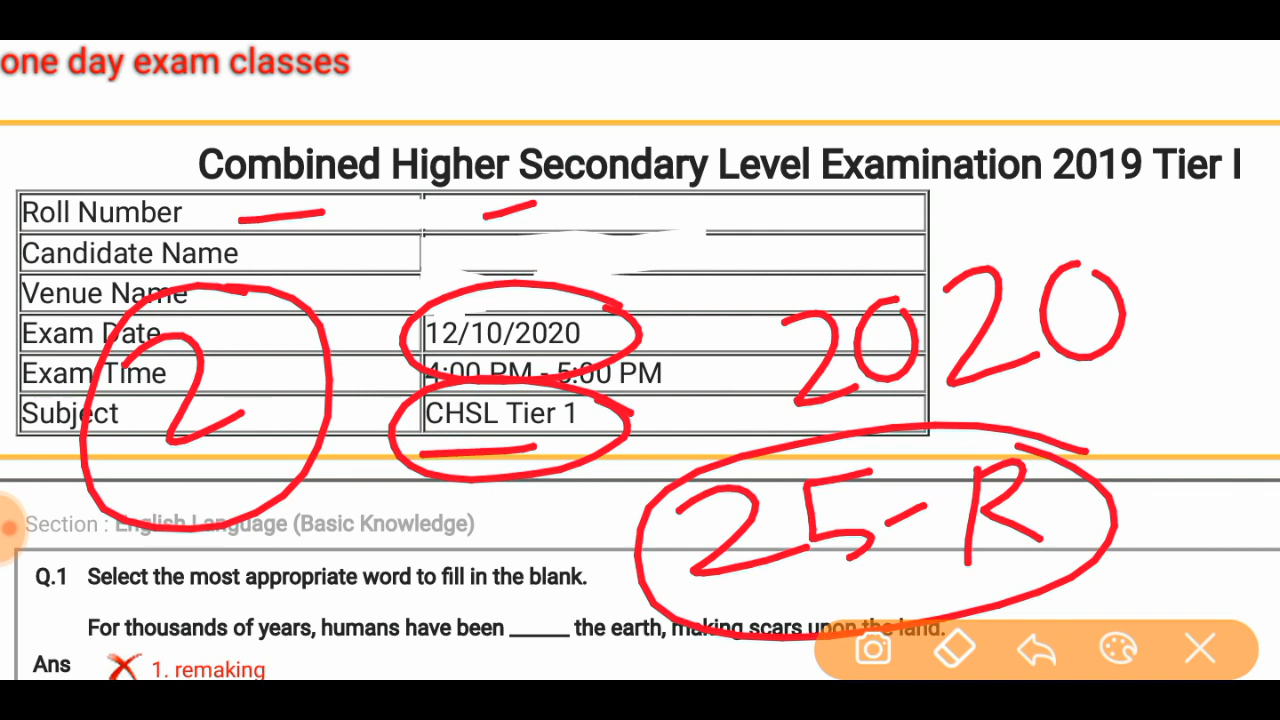 one day exam classes
Combined Higher Secondary Level Examination 2019 Tier I
Roll Number
Candidate Name
Venue Name
Exam Date 12/10/2020
Exam Time 4:00 PM - 5:00 PM
Subject CHSL Tier 1
2
2020
25-R
Section : English Language (Basic Knowledge)
Q.1 Select the most appropriate word to fill in the blank.
For thousands of years, humans have been _____ the earth, making scars upon the land.
Ans 1. remaking